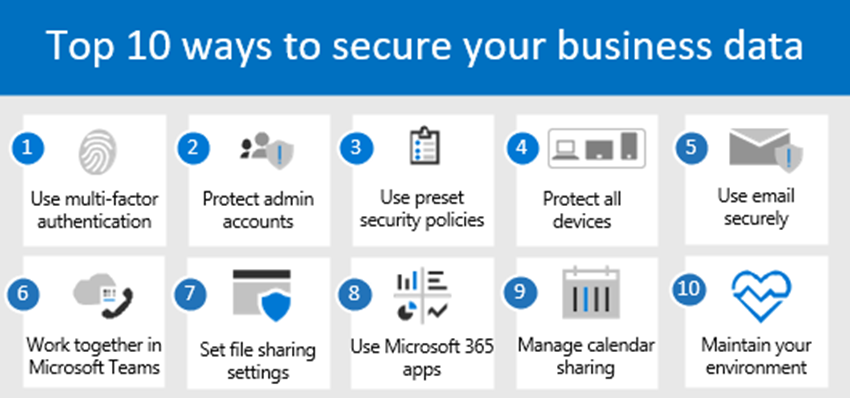 Top 10 ways to secure your business data
1
Use multi-factor
authentication
2
Protect admin
accounts
3
Use preset
security policies
4
Protect all
devices
5
Use email
securely
6
Work together in
Microsoft Teams
7
Set file sharing
settings
8
Use Microsoft 365
apps
9
Manage calendar
sharing
10
Maintain your
environment